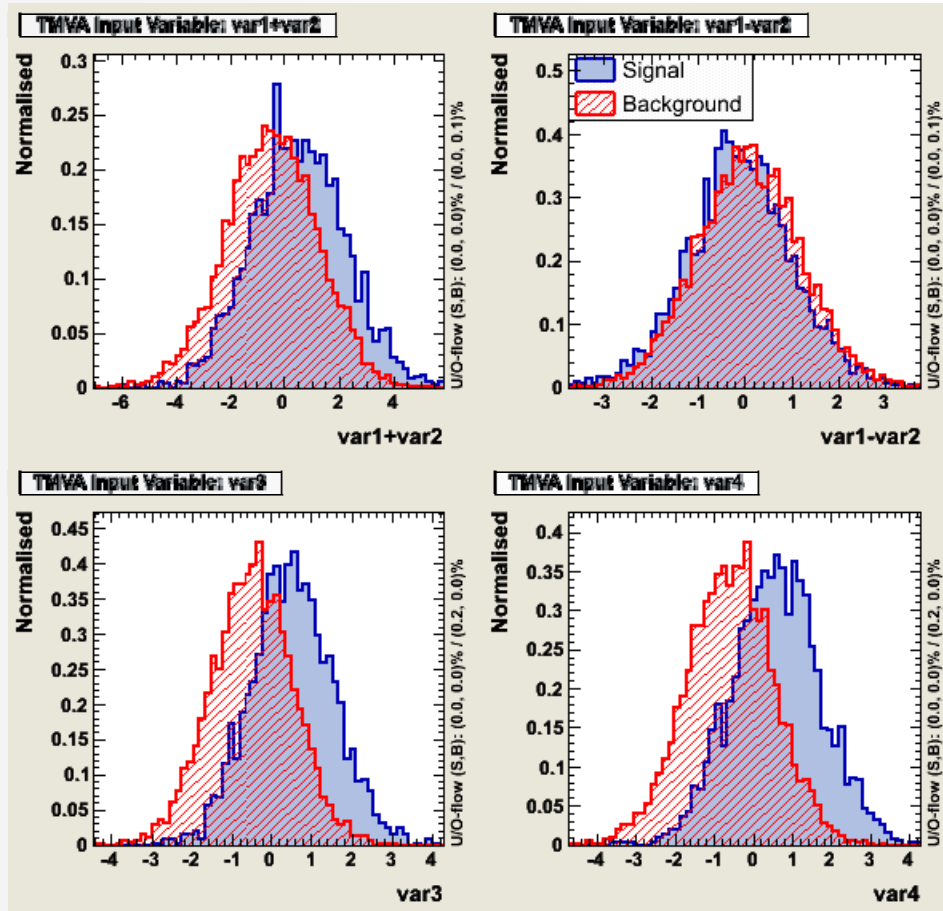 TMVA Input Variable: var1+var2
Normalised
0.3
0.25
0.2
0.15
0.1
0.05
0
-6 -4 -2 0 2 4
var1+var2
U/O-flow (S,B): (0.0, 0.0)% / (0.0, 0.1)%
TMVA Input Variable: var1-var2
Normalised
Signal
Background
0.5
0.4
0.3
0.2
0.1
0
-3 -2 -1 0 1 2 3
var1-var2
U/O-flow (S,B): (0.0, 0.0)% / (0.0, 0.1)%
TMVA Input Variable: var3
Normalised
0.45
0.4
0.35
0.3
0.25
0.2
0.15
0.1
0.05
0
-4 -3 -2 -1 0 1 2 3 4
var3
U/O-flow (S,B): (0.0, 0.0)% / (0.2, 0.0)%
TMVA Input Variable: var4
Normalised
0.4
0.35
0.3
0.25
0.2
0.15
0.1
0.05
0
-4 -3 -2 -1 0 1 2 3 4
var4
U/O-flow (S,B): (0.0, 0.0)% / (0.2, 0.0)%